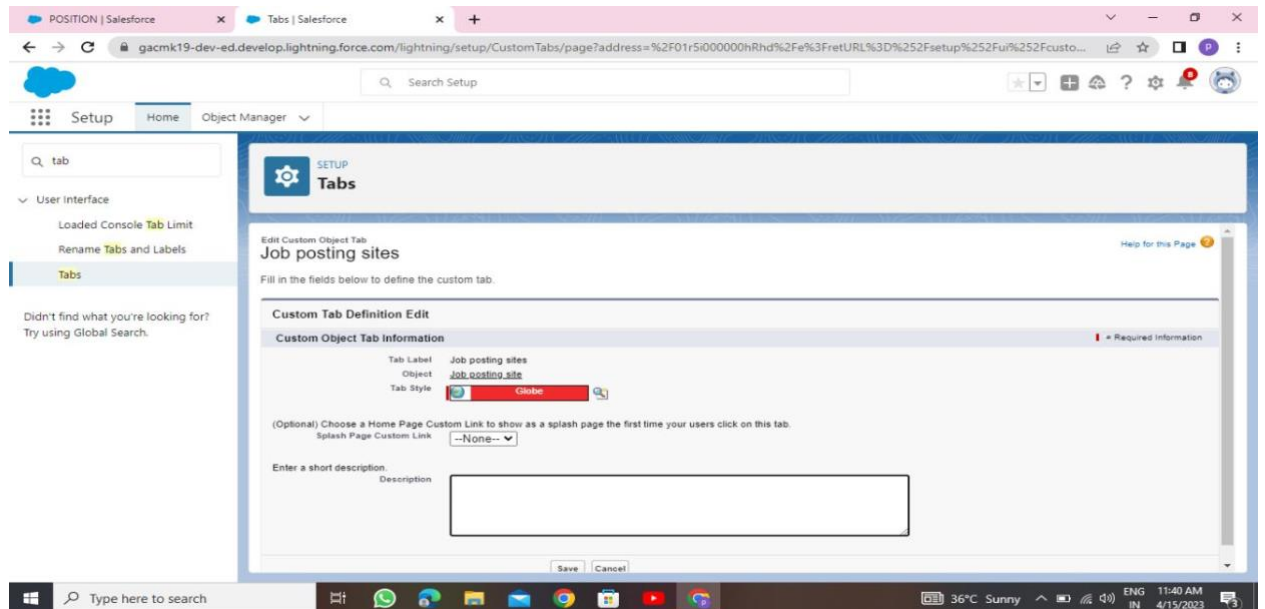 POSITION | Salesforce
Tabs | Salesforce
gacmk19-dev-ed.develop.lightning.force.com/lightning/setup/CustomTabs/page?address=%2F01r5i000000hRhd%2Fe%3FretURL%3D%252Fsetup%252Fui%252Fcusto...
P
Search Setup
Setup
Home
Object Manager
tab
User Interface
Loaded Console Tab Limit
Rename Tabs and Labels
Tabs
Didn't find what you're looking for?
Try using Global Search.
SETUP
Tabs
Edit Custom Object Tab
Job posting sites
Help for this Page
Fill in the fields below to define the custom tab.
Custom Tab Definition Edit
Custom Object Tab Information
= Required Information
Tab Label Job posting sites
Object Job posting site
Tab Style Globe
(Optional) Choose a Home Page Custom Link to show as a splash page the first time your users click on this tab.
Splash Page Custom Link --None--
Enter a short description.
Description
Save Cancel
Type here to search
36°C Sunny
ENG
IN
11:40 AM
4/15/2023
3